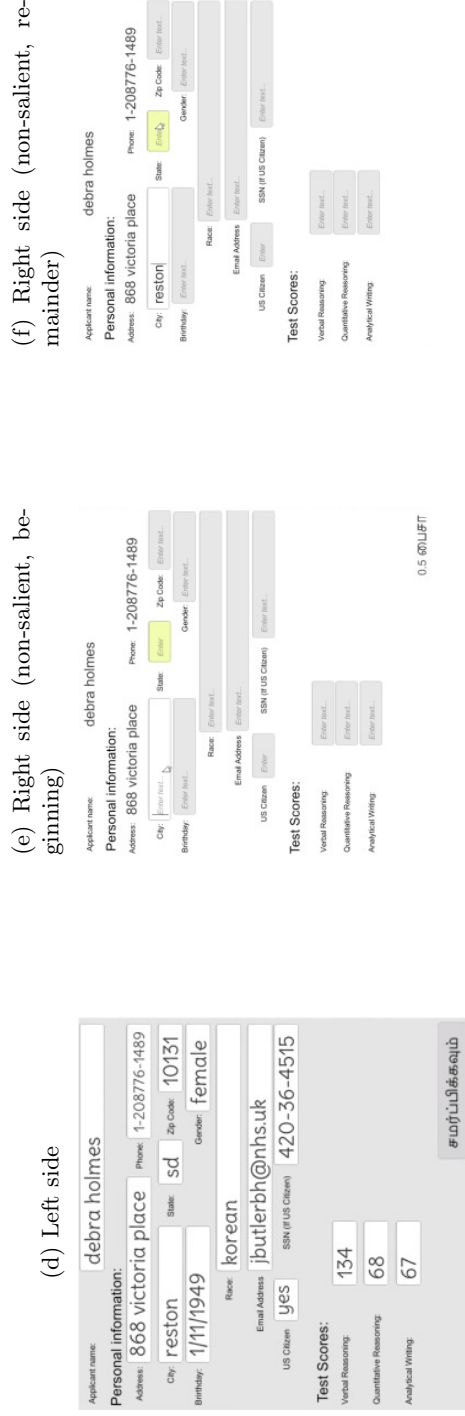 (d) Left side
Applicant name: debra holmes
Personal information:
Address: 868 victoria place Phone: 1-208776-1489
City: reston State: sd Zip Code: 10131
Brinthday: 1/11/1949 Gender: female
Race: korean
Email Address jbutlerbh@nhs.uk
US Citizen yes SSN (If US Citizen) 420-36-4515
Test Scores:
Verbal Reasoning: 134
Quantitative Reasoning: 68
Analytical Writing: 67
சமர்ப்பிக்கவும்
(e) Right side (non-salient, be-
ginning)
Applicant name: debra holmes
Personal information:
Address: 868 victoria place Phone: 1-208776-1489
City: Enter text... State: Enter Zip Code: Enter text...
Brinthday: Enter text... Gender: Enter text...
Race: Enter text...
Email Address Enter text...
US Citizen Enter SSN (If US Citizen) Enter text...
Test Scores:
Verbal Reasoning: Enter text...
Quantitative Reasoning: Enter text...
Analytical Writing: Enter text...
0.5 பைசா
(f) Right side (non-salient, re-
mainder)
Applicant name: debra holmes
Personal information:
Address: 868 victoria place Phone: 1-208776-1489
City: reston State: Enter Zip Code: Enter text...
Brinthday: Enter text... Gender: Enter text...
Race: Enter text...
Email Address Enter text...
US Citizen Enter SSN (If US Citizen) Enter text...
Test Scores:
Verbal Reasoning: Enter text...
Quantitative Reasoning: Enter text...
Analytical Writing: Enter text...